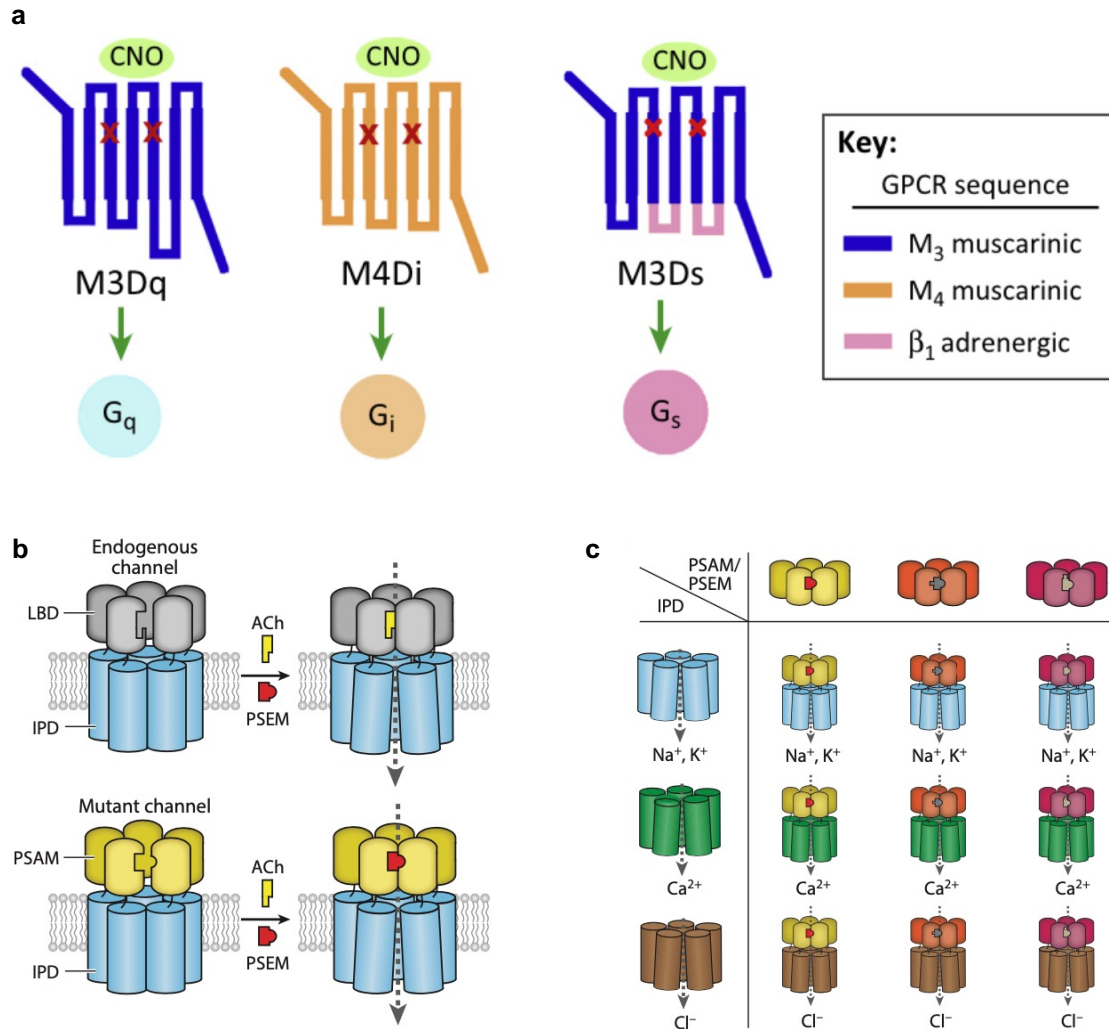 a
CNO
CNO
CNO
M3Dq
M4Di
M3Ds
Gq
Gi
Gs
Key:
GPCR sequence
M3 muscarinic
M4 muscarinic
β1 adrenergic
b
Endogenous
channel
LBD
IPD
ACh
PSEM
Mutant channel
PSAM
IPD
ACh
PSEM
c
PSAM/
PSEM
IPD
Na⁺, K⁺
Na⁺, K⁺
Na⁺, K⁺
Na⁺, K⁺
Ca²⁺
Ca²⁺
Ca²⁺
Ca²⁺
Cl⁻
Cl⁻
Cl⁻
Cl⁻